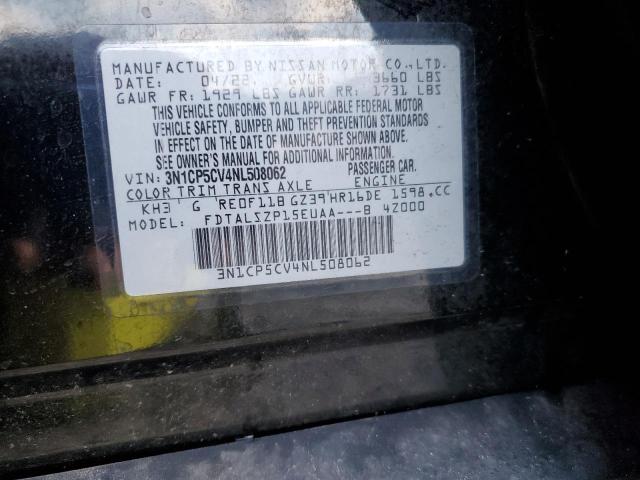 MANUFACTURED BY NISSAN MOTOR CO.,LTD.
DATE: 04/22, GVWR 3660 LBS
GAWR FR: 1929 LBS GAWR RR: 1731 LBS
THIS VEHICLE CONFORMS TO ALL APPLICABLE FEDERAL MOTOR
VEHICLE SAFETY, BUMPER AND THEFT PREVENTION STANDARDS
IN EFFECT ON THE DATE OF MANUFACTURE SHOWN ABOVE.
SEE OWNER'S MANUAL FOR ADDITIONAL INFORMATION.
VIN: 3N1CP5CV4NL508062 PASSENGER CAR.
COLOR TRIM TRANS AXLE ENGINE
KH3 G RE0F11B GZ39 HR16DE 1598.CC
MODEL: FDTALSZP15EUAA---B 4Z000
3N1CP5CV4NL508062